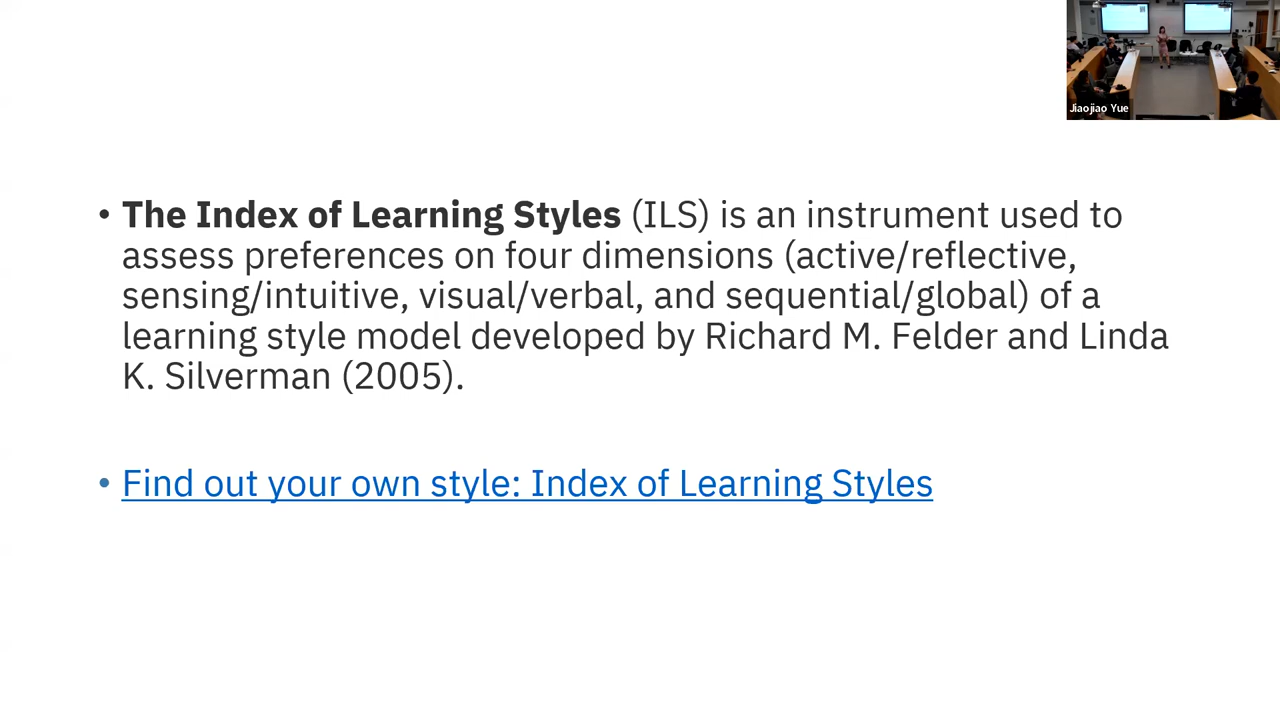 Jiaojiao Yue
• The Index of Learning Styles (ILS) is an instrument used to
assess preferences on four dimensions (active/reflective,
sensing/intuitive, visual/verbal, and sequential/global) of a
learning style model developed by Richard M. Felder and Linda
K. Silverman (2005).
• Find out your own style: Index of Learning Styles